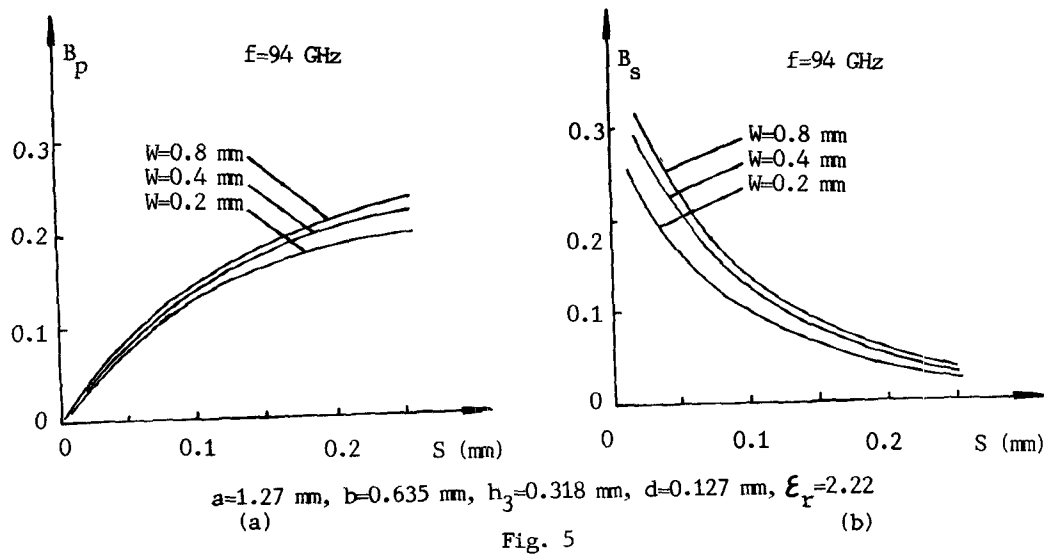 B_p
f=94 GHz
0.3
0.2
0.1
0
W=0.8 mm
W=0.4 mm
W=0.2 mm
0 0.1 0.2 S (mm)
B_s
f=94 GHz
0.3
0.2
0.1
0
W=0.8 mm
W=0.4 mm
W=0.2 mm
0 0.1 0.2 S (mm)
a=1.27 mm, b=0.635 mm, h_3=0.318 mm, d=0.127 mm, ε_r=2.22
(a) (b)
Fig. 5